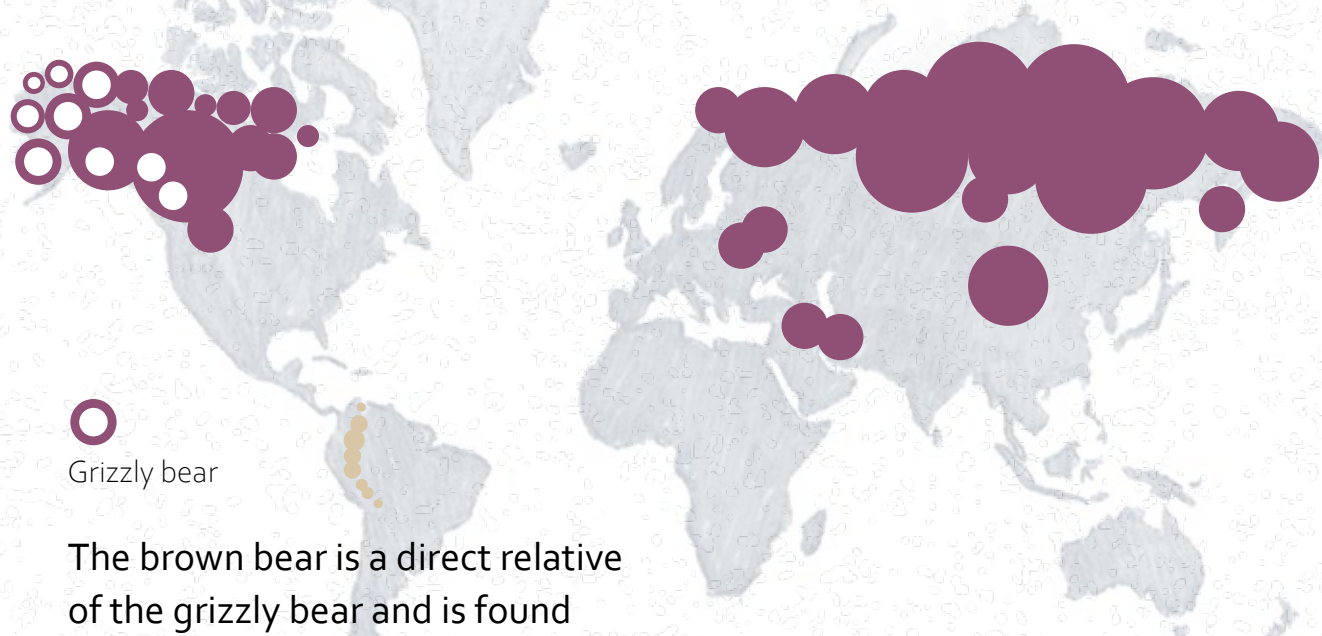 Grizzly bear
The brown bear is a direct relative
of the grizzly bear and is found